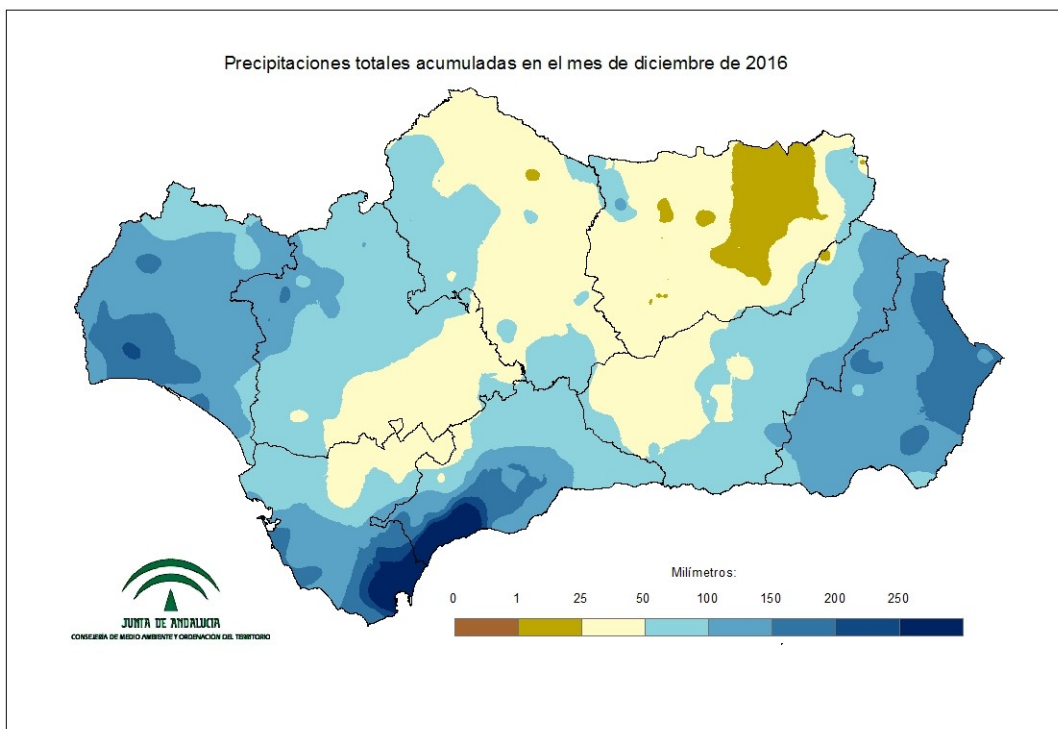 Precipitaciones totales acumuladas en el mes de diciembre de 2016
Milímetros:
0 1 25 50 100 150 200 250
JUNTA DE ANDALUCIA
CONSEJERÍA DE MEDIO AMBIENTE Y ORDENACIÓN DEL TERRITORIO